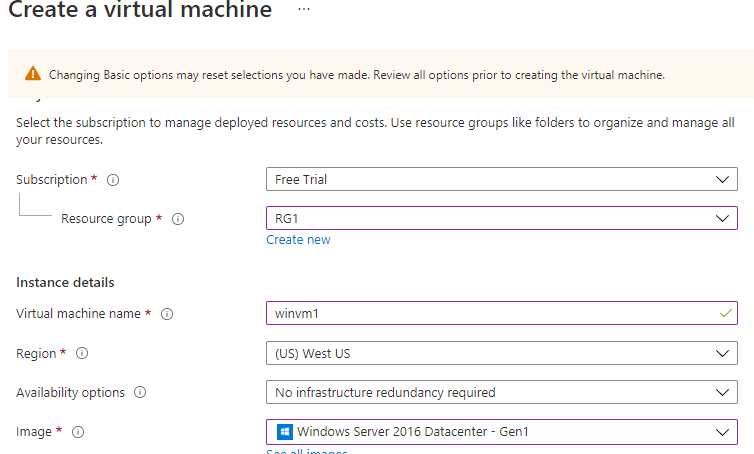 Create a virtual machine ...
Changing Basic options may reset selections you have made. Review all options prior to creating the virtual machine.
Select the subscription to manage deployed resources and costs. Use resource groups like folders to organize and manage all
your resources.
Subscription * Free Trial
Resource group * RG1
Create new
Instance details
Virtual machine name * winvm1
Region * (US) West US
Availability options No infrastructure redundancy required
Image * Windows Server 2016 Datacenter - Gen1
See all images